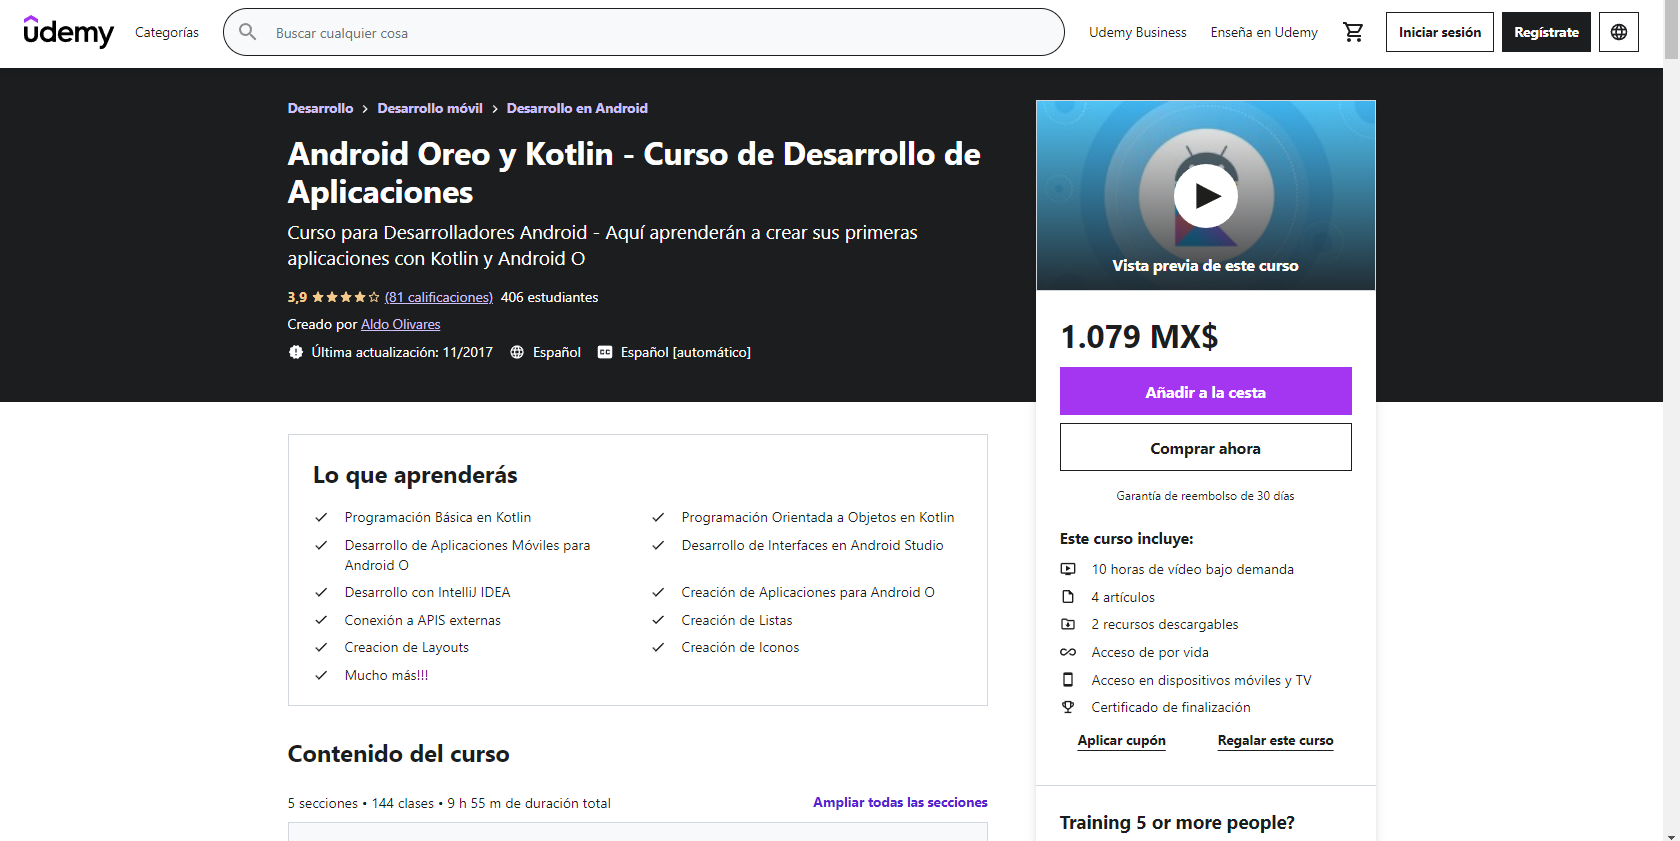 ûdemy
Categorías
Buscar cualquier cosa
Udemy Business
Enseña en Udemy
Iniciar sesión
Regístrate
Desarrollo
Desarrollo móvil
Desarrollo en Android
Android Oreo y Kotlin - Curso de Desarrollo de
Aplicaciones
Curso para Desarrolladores Android - Aquí aprenderán a crear sus primeras
aplicaciones con Kotlin y Android O
3,9 (81 calificaciones) 406 estudiantes
Creado por Aldo Olivares
Última actualización: 11/2017 Español CC Español [automático]
Vista previa de este curso
1.079 MX$
Añadir a la cesta
Comprar ahora
Garantía de reembolso de 30 días
Este curso incluye:
10 horas de vídeo bajo demanda
4 artículos
2 recursos descargables
Acceso de por vida
Acceso en dispositivos móviles y TV
Certificado de finalización
Aplicar cupón
Regalar este curso
Training 5 or more people?
Lo que aprenderás
Programación Básica en Kotlin
Programación Orientada a Objetos en Kotlin
Desarrollo de Aplicaciones Móviles para
Android O
Desarrollo de Interfaces en Android Studio
Desarrollo con IntelliJ IDEA
Creación de Aplicaciones para Android O
Conexión a APIS externas
Creación de Listas
Creacion de Layouts
Creación de Iconos
Mucho más!!!
Contenido del curso
5 secciones • 144 clases • 9 h 55 m de duración total
Ampliar todas las secciones